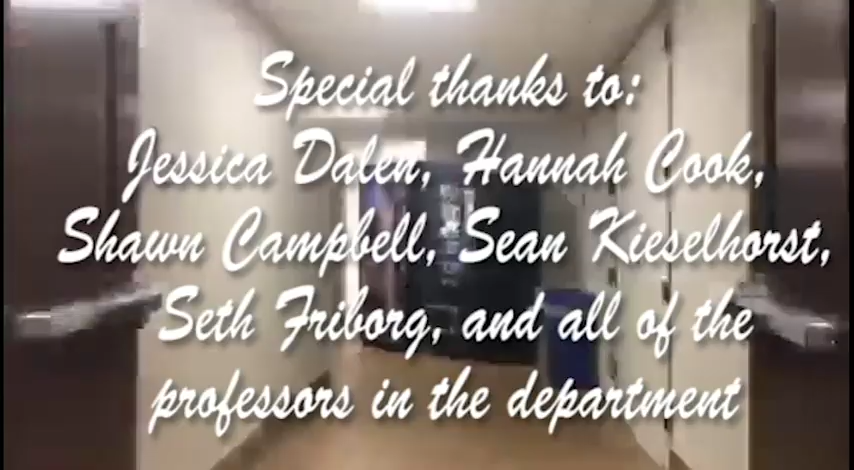 Special thanks to:
Jessica Dalen, Hannah Cook,
Shawn Campbell, Sean Kieselhorst,
Seth Friborg, and all of the
professors in the department